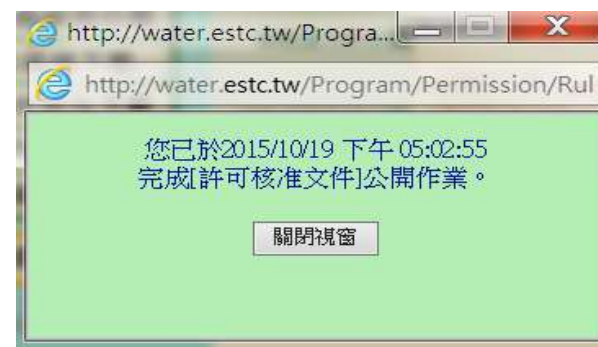 http://water.estc.tw/Progra...
http://water.estc.tw/Program/Permission/Rul
您已於2015/10/19 下午 05:02:55
完成[許可核准文件]公開作業。
關閉視窗